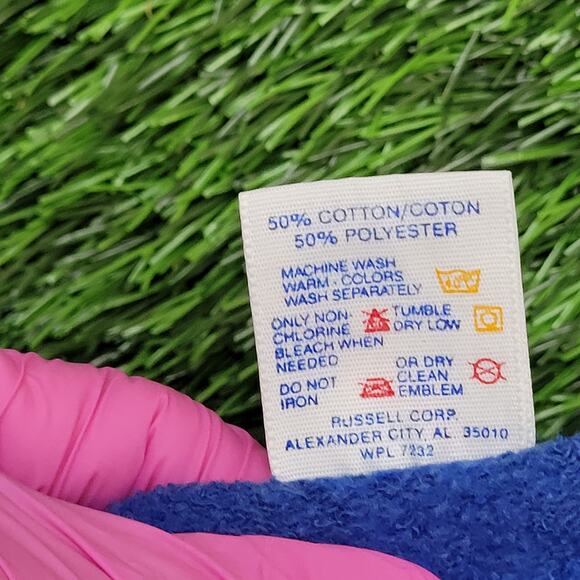 50% COTTON/COTON
50% POLYESTER
MACHINE WASH
WARM - COLORS
WASH SEPARATELY
ONLY NON-
CHLORINE
BLEACH WHEN
NEEDED
TUMBLE
DRY LOW
DO NOT
IRON
OR DRY
CLEAN
EMBLEM
RUSSELL CORP.
ALEXANDER CITY, AL 35010
WPL 7232